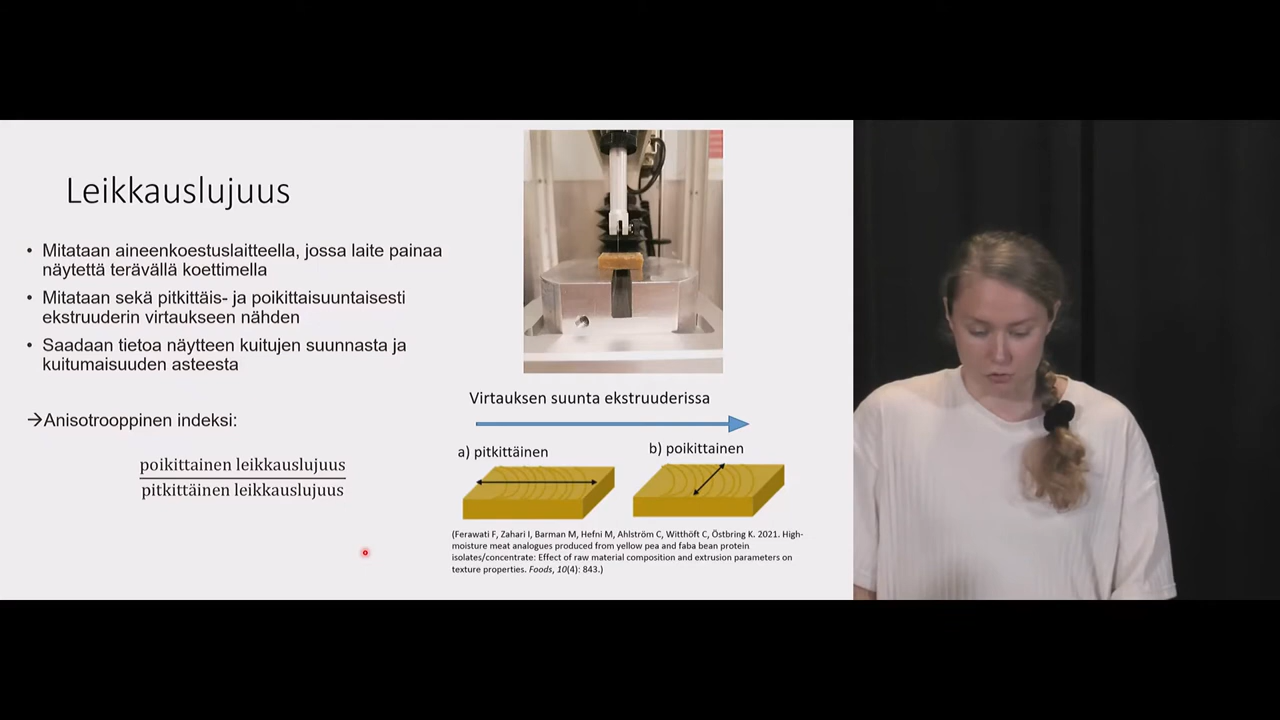 Leikkauslujuus
• Mitataan aineenkoestuslaitteella, jossa laite painaa
näytettä terävällä koettimella
• Mitataan sekä pitkittäis- ja poikittaisuuntaisesti
ekstruuderin virtaukseen nähden
• Saadaan tietoa näytteen kuitujen suunnasta ja
kuitumaisuuden asteesta
→Anisotrooppinen indeksi:
poikittainen leikkauslujuus
pitkittäinen leikkauslujuus
Virtauksen suunta ekstruuderissa
a) pitkittäinen
b) poikittainen
(Ferawati F, Zahari I, Barman M, Hefni M, Ahlström C, Witthöft C, Östbring K. 2021. High-
moisture meat analogues produced from yellow pea and faba bean protein
isolates/concentrate: Effect of raw material composition and extrusion parameters on
texture properties. Foods, 10(4): 843.)